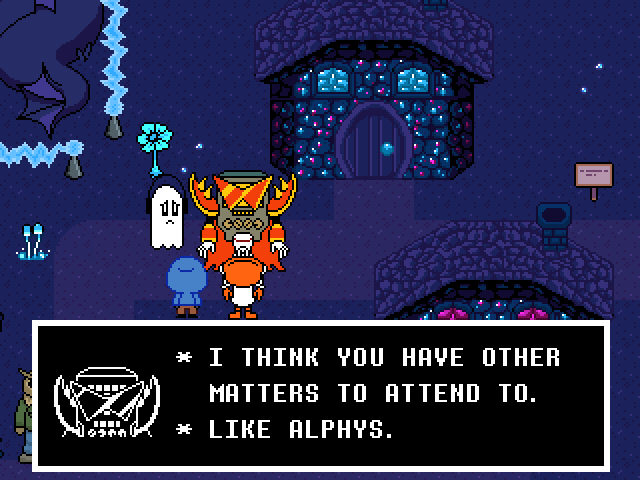 * I THINK YOU HAVE OTHER
MATTERS TO ATTEND TO.
* LIKE ALPHYS.